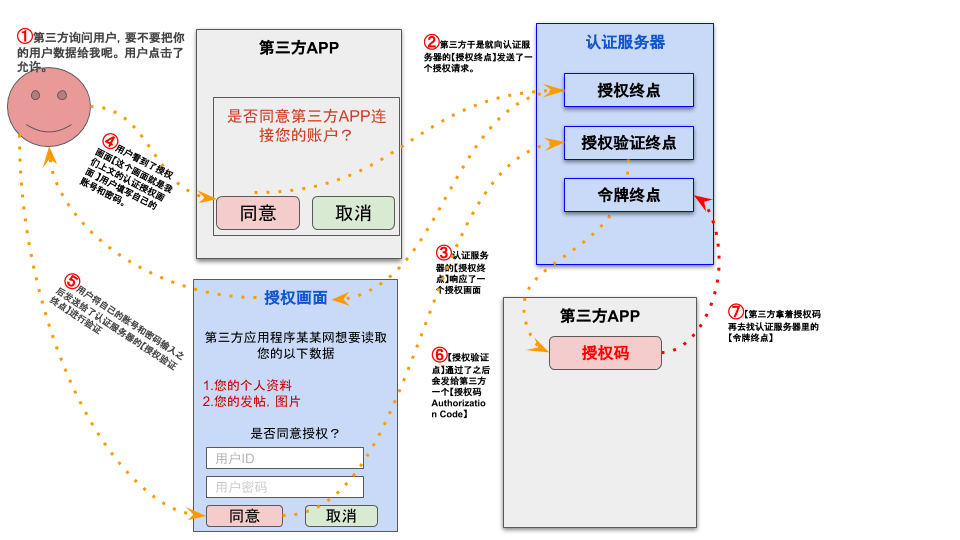 ①第三方询问用户, 要不要把你
的用户数据给我呢。用户点击了
允许。
第三方APP
是否同意第三方APP连
接您的账户？
同意
取消
②第三方于是就向认证服
务器的【授权终点】发送了一
个授权请求。
认证服务器
授权终点
授权验证终点
令牌终点
③认证服务
器的【授权终
点】响应了一
个授权画面
④用户看到了授权
画面【这个画面就是我
们上文的认证授权画
面 】用户填写自己的
账号和密码。
⑤用户将自己的账号和密码输入之
后发送给了认证服务器的【授权验证
终点】进行验证
授权画面
第三方应用程序某某网想要读取
您的以下数据
1.您的个人资料
2.您的发帖, 图片
是否同意授权？
用户ID
用户密码
同意
取消
⑥【授权验证
点】通过了之后
会发给第三方
一个【授权码
Authorizatio
n Code】
第三方APP
授权码
⑦【第三方拿着授权码
再去找认证服务器里的
【令牌终点】